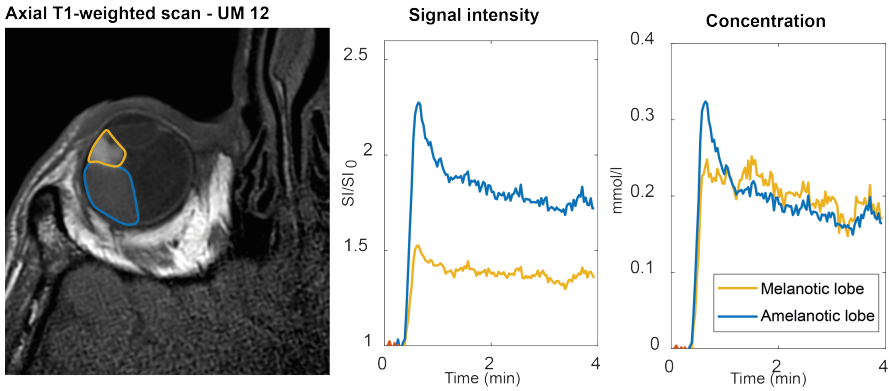 Axial T1-weighted scan - UM 12
Signal intensity
SI/SI0
2.5
2
1.5
1
0
2
4
Time (min)
Concentration
mmol/l
0.4
0.3
0.2
0.1
0
0
2
4
Time (min)
Melanotic lobe
Amelanotic lobe